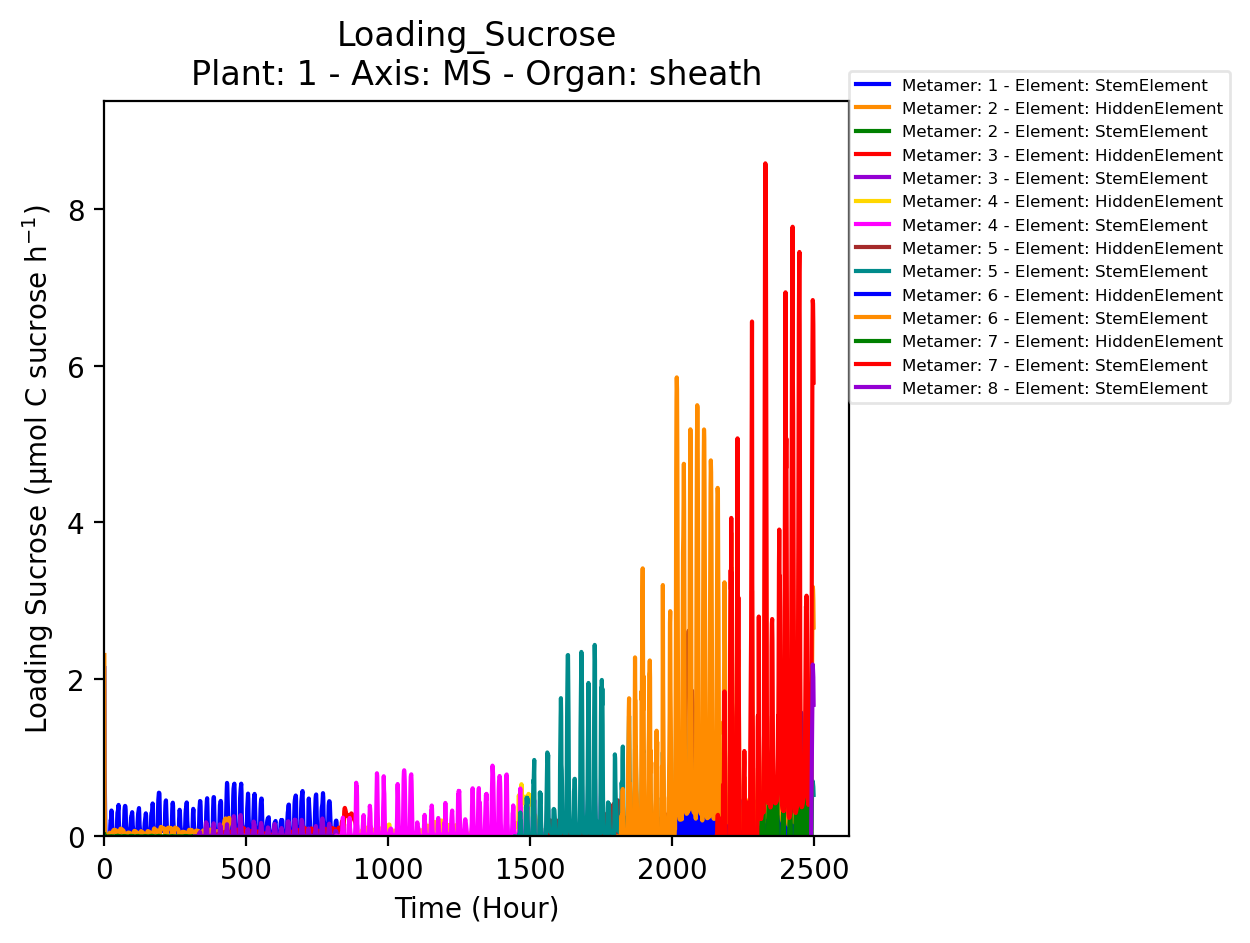 Loading_Sucrose
Plant: 1 - Axis: MS - Organ: sheath
Metamer: 1 - Element: StemElement
Metamer: 2 - Element: HiddenElement
Metamer: 2 - Element: StemElement
Metamer: 3 - Element: HiddenElement
Metamer: 3 - Element: StemElement
Metamer: 4 - Element: HiddenElement
Metamer: 4 - Element: StemElement
Metamer: 5 - Element: HiddenElement
Metamer: 5 - Element: StemElement
Metamer: 6 - Element: HiddenElement
Metamer: 6 - Element: StemElement
Metamer: 7 - Element: HiddenElement
Metamer: 7 - Element: StemElement
Metamer: 8 - Element: StemElement
Loading Sucrose (µmol C sucrose h⁻¹)
8
6
4
2
0
0 500 1000 1500 2000 2500
Time (Hour)